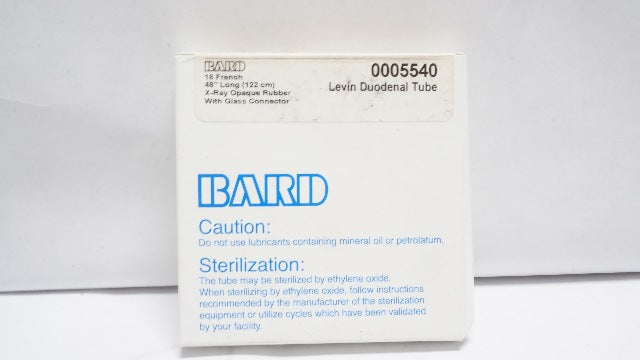 BARD
18 French
48" Long (122 cm)
X-Ray Opaque Rubber
With Glass Connector
0005540
Levin Duodenal Tube
BARD
Caution:
Do not use lubricants containing mineral oil or petrolatum.
Sterilization:
The tube may be sterilized by ethylene oxide.
When sterilizing by ethylene oxide, follow instructions
recommended by the manufacturer of the sterilization
equipment or utilize cycles which have been validated
by your facility.